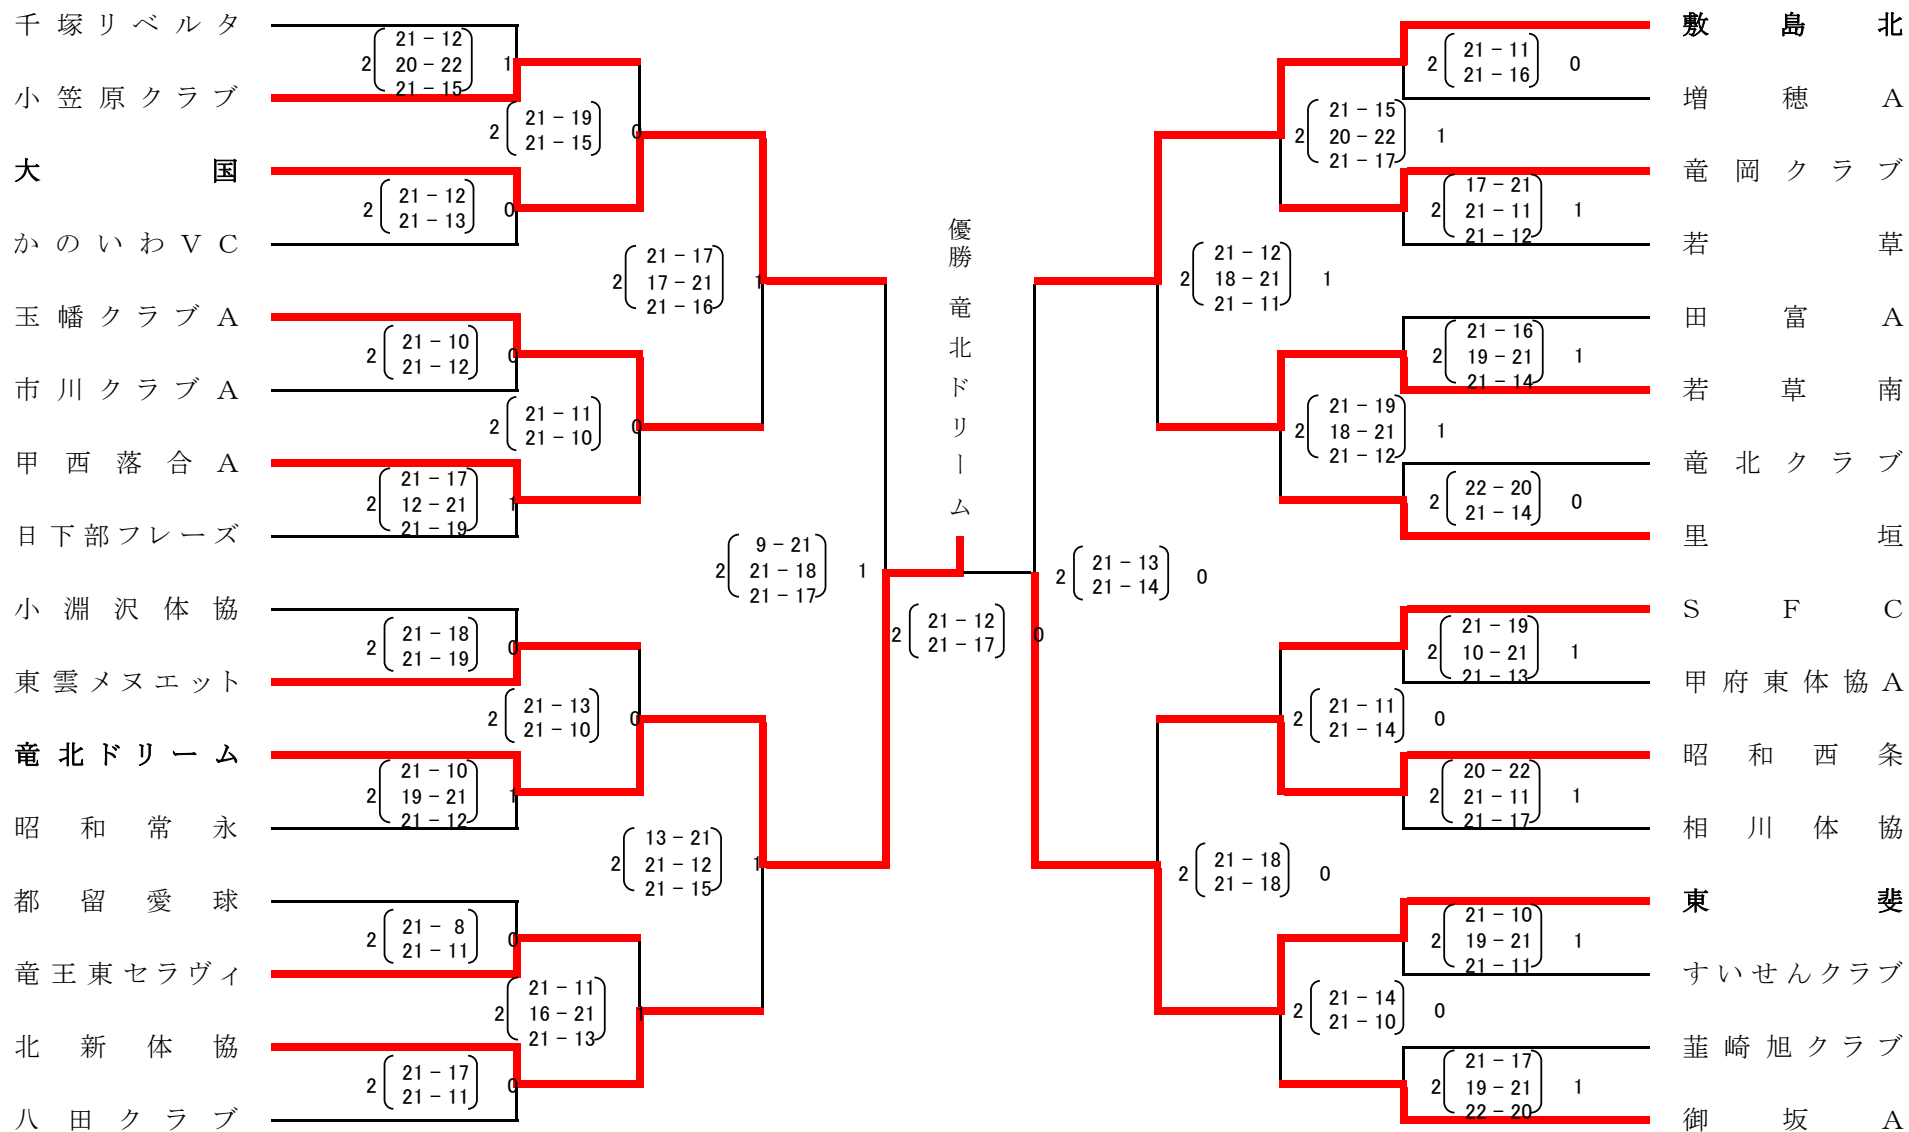 千塚リベルタ
2 21－12 1
20－22
21－15
小笠原クラブ
2 21－19 0
21－15
大国
2 21－12 0
21－13
かのいわVC
2 21－17 1
17－21
21－16
玉幡クラブA
2 21－10 0
21－12
市川クラブA
2 21－11 0
21－10
甲西落合A
2 21－17 1
12－21
21－19
日下部フレーズ
2 9－21 1
21－18
21－17
小淵沢体協
2 21－18 0
21－19
東雲メヌエット
2 21－13 0
21－10
竜北ドリーム
2 21－10 1
19－21
21－12
昭和常永
2 13－21 1
21－12
21－15
都留愛球
2 21－8 0
21－11
竜王東セラヴィ
2 21－11 1
16－21
21－13
北新体協
2 21－17 0
21－11
八田クラブ
優勝 竜北ドリーム
2 21－12 0
21－17
敷島北
2 21－11 0
21－16
増穂A
2 21－15 1
20－22
21－17
竜岡クラブ
2 17－21 1
21－11
21－12
若草
2 21－12 1
18－21
21－11
田富A
2 21－16 1
19－21
21－14
若草南
2 21－19 1
18－21
21－12
竜北クラブ
2 22－20 0
21－14
里垣
2 21－13 0
21－14
SFC
2 21－19 1
10－21
21－13
甲府東体協A
2 21－11 0
21－14
昭和西条
2 20－22 1
21－11
21－17
相川体協
2 21－18 0
21－18
東斐
2 21－10 1
19－21
21－11
すいせんクラブ
2 21－14 0
21－10
韮崎旭クラブ
2 21－17 1
19－21
22－20
御坂A